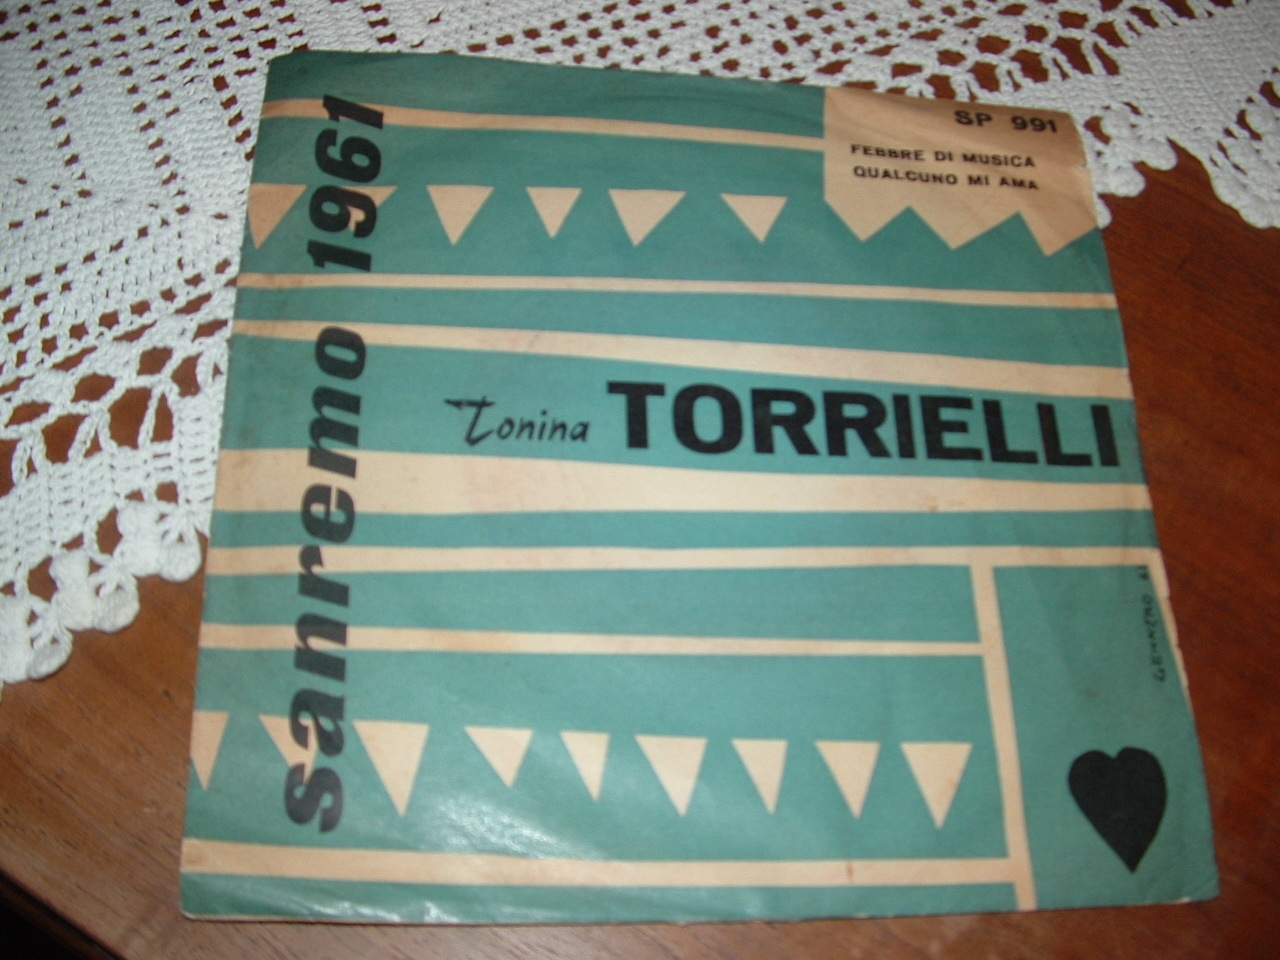 SP 991
FEBBRE DI MUSICA
QUALCUNO MI AMA
sanremo 1961
tonina TORRIELLI